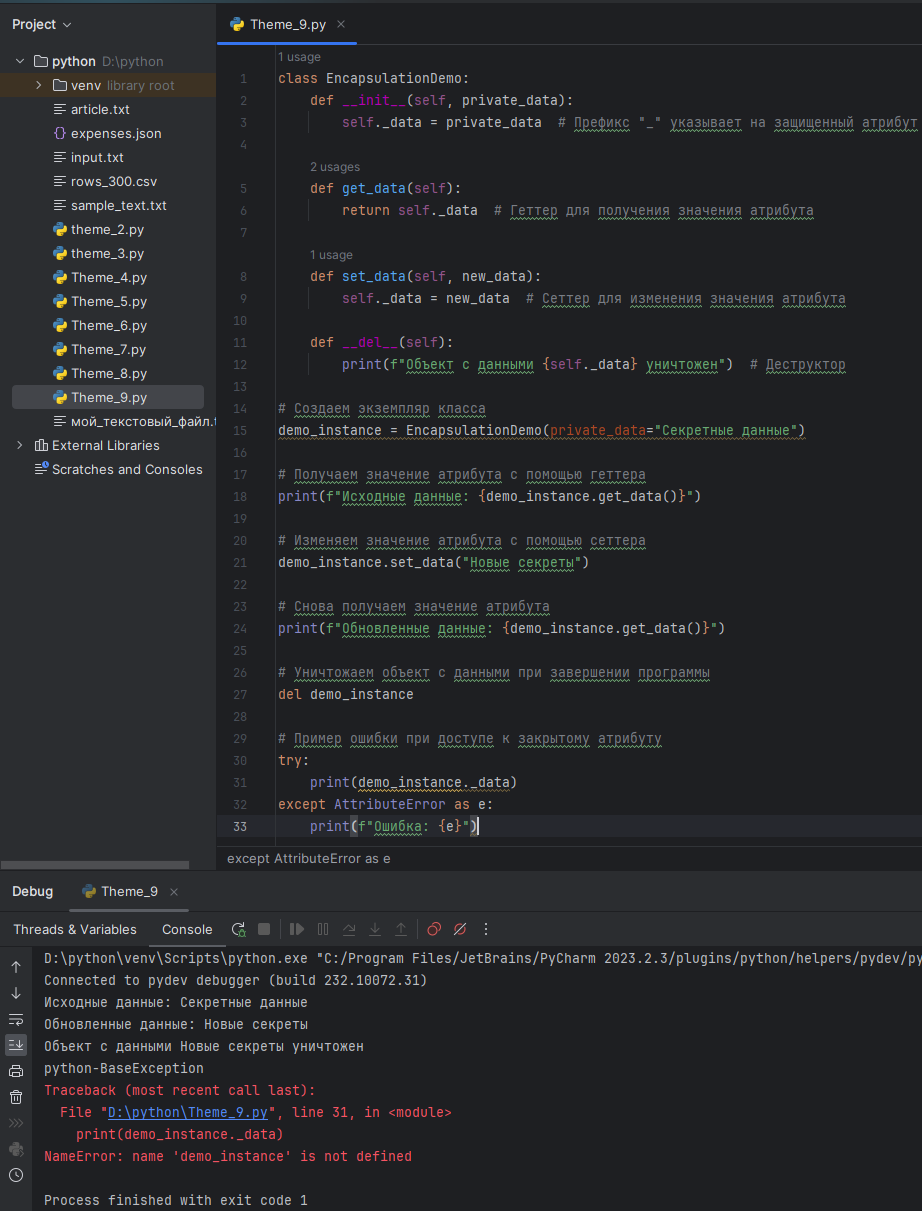 Project
Theme_9.py
python D:\python
venv library root
article.txt
expenses.json
input.txt
rows_300.csv
sample_text.txt
theme_2.py
theme_3.py
Theme_4.py
Theme_5.py
Theme_6.py
Theme_7.py
Theme_8.py
Theme_9.py
мой_текстовый_файл.
External Libraries
Scratches and Consoles
1 usage
1 class EncapsulationDemo:
2 def __init__(self, private_data):
3 self._data = private_data # Префикс "_" указывает на защищенный атрибут
4
2 usages
5 def get_data(self):
6 return self._data # Геттер для получения значения атрибута
7
1 usage
8 def set_data(self, new_data):
9 self._data = new_data # Сеттер для изменения значения атрибута
10
11 def __del__(self):
12 print(f"Объект с данными {self._data} уничтожен") # Деструктор
13
14 # Создаем экземпляр класса
15 demo_instance = EncapsulationDemo(private_data="Секретные данные")
16
17 # Получаем значение атрибута с помощью геттера
18 print(f"Исходные данные: {demo_instance.get_data()}")
19
20 # Изменяем значение атрибута с помощью сеттера
21 demo_instance.set_data("Новые секреты")
22
23 # Снова получаем значение атрибута
24 print(f"Обновленные данные: {demo_instance.get_data()}")
25
26 # Уничтожаем объект с данными при завершении программы
27 del demo_instance
28
29 # Пример ошибки при доступе к закрытому атрибуту
30 try:
31 print(demo_instance._data)
32 except AttributeError as e:
33 print(f"Ошибка: {e}")
except AttributeError as e
Debug
Theme_9
Threads & Variables
Console
D:\python\venv\Scripts\python.exe "C:/Program Files/JetBrains/PyCharm 2023.2.3/plugins/python/helpers/pydev/py
Connected to pydev debugger (build 232.10072.31)
Исходные данные: Секретные данные
Обновленные данные: Новые секреты
Объект с данными Новые секреты уничтожен
python-BaseException
Traceback (most recent call last):
File "D:\python\Theme_9.py", line 31, in <module>
print(demo_instance._data)
NameError: name 'demo_instance' is not defined
Process finished with exit code 1